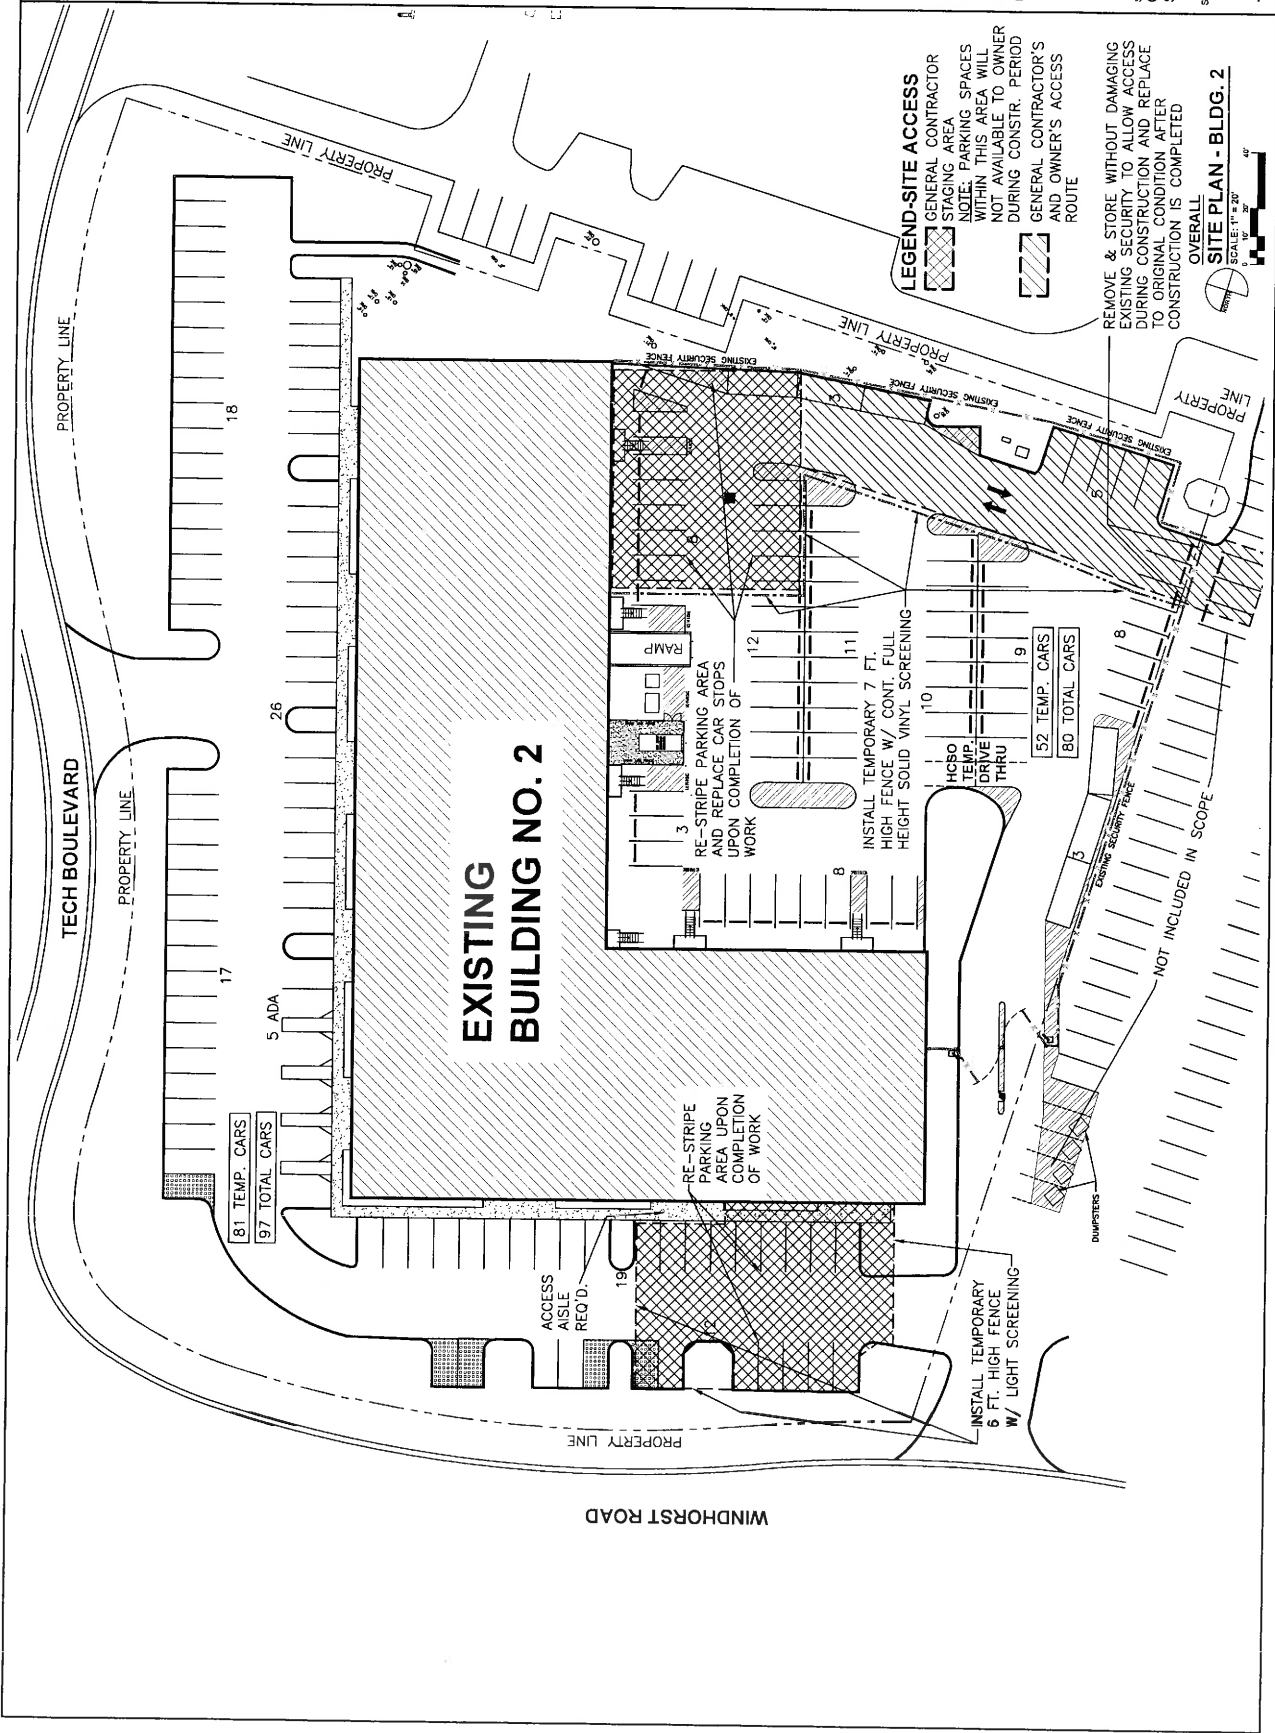 TECH BOULEVARD
PROPERTY LINE
PROPERTY LINE
PROPERTY LINE
PROPERTY LINE
PROPERTY LINE
PROPERTY
LINE
WINDHORST ROAD
17
18
26
5 ADA
81 TEMP. CARS
97 TOTAL CARS
EXISTING
BUILDING NO. 2
ACCESS
AISLE
REQ'D.
19
RE-STRIPE
PARKING
AREA UPON
COMPLETION
OF WORK
INSTALL TEMPORARY
6 FT. HIGH FENCE
W/ LIGHT SCREENING
DUMPSTERS
NOT INCLUDED IN SCOPE
EXISTING SECURITY FENCE
3
RAMP
3
RE-STRIPE PARKING AREA
AND REPLACE CAR STOPS
UPON COMPLETION OF
WORK
12
11
8
INSTALL TEMPORARY 7 FT.
HIGH FENCE W/ CONT. FULL
HEIGHT SOLID VINYL SCREENING
10
HCSO
TEMP.
DRIVE
THRU
9
52 TEMP. CARS
80 TOTAL CARS
8
EXISTING SECURITY FENCE
EXISTING SECURITY FENCE
EXISTING SECURITY FENCE
3
5
LEGEND-SITE ACCESS
GENERAL CONTRACTOR
STAGING AREA
NOTE: PARKING SPACES
WITHIN THIS AREA WILL
NOT AVAILABLE TO OWNER
DURING CONSTR. PERIOD
GENERAL CONTRACTOR'S
AND OWNER'S ACCESS
ROUTE
REMOVE & STORE WITHOUT DAMAGING
EXISTING SECURITY TO ALLOW ACCESS
DURING CONSTRUCTION AND REPLACE
TO ORIGINAL CONDITION AFTER
CONSTRUCTION IS COMPLETED
OVERALL
SITE PLAN - BLDG. 2
SCALE: 1" = 20'
NORTH
0 10' 20' 40'